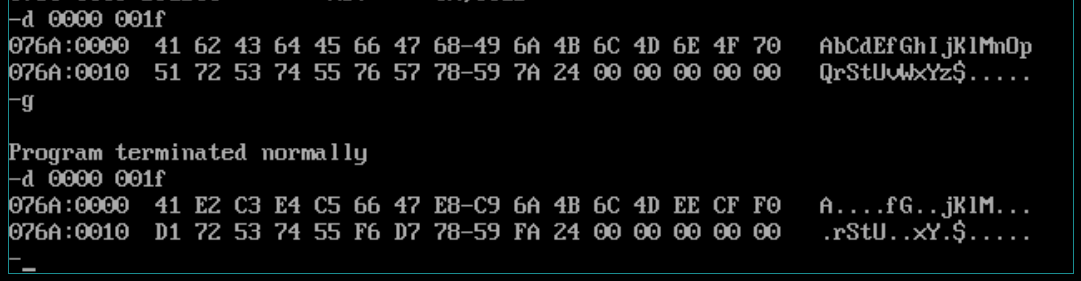 -d 0000 001f
076A:0000  41 62 43 64 45 66 47 68-49 6A 4B 6C 4D 6E 4F 70   AbCdEfGhIjKlMnOp
076A:0010  51 72 53 74 55 76 57 78-59 7A 24 00 00 00 00 00   QrStUvWxYz$.....
-g
Program terminated normally
-d 0000 001f
076A:0000  41 E2 C3 E4 C5 66 47 E8-C9 6A 4B 6C 4D EE CF F0   A....fG..jKlM...
076A:0010  D1 72 53 74 55 F6 D7 78-59 FA 24 00 00 00 00 00   .rStU..xY.$.....
-_